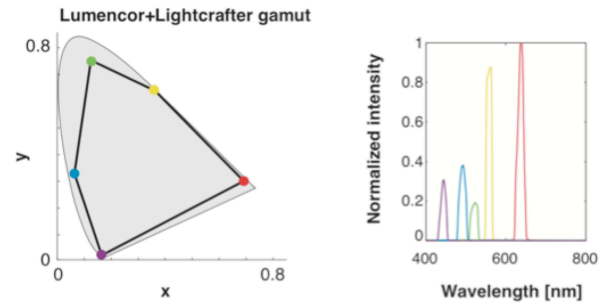 Lumencor+Lightcrafter gamut
0.8
y
0
0
0.8
x
Normalized intensity
1
0.8
0.6
0.4
0.2
0
400
600
800
Wavelength [nm]